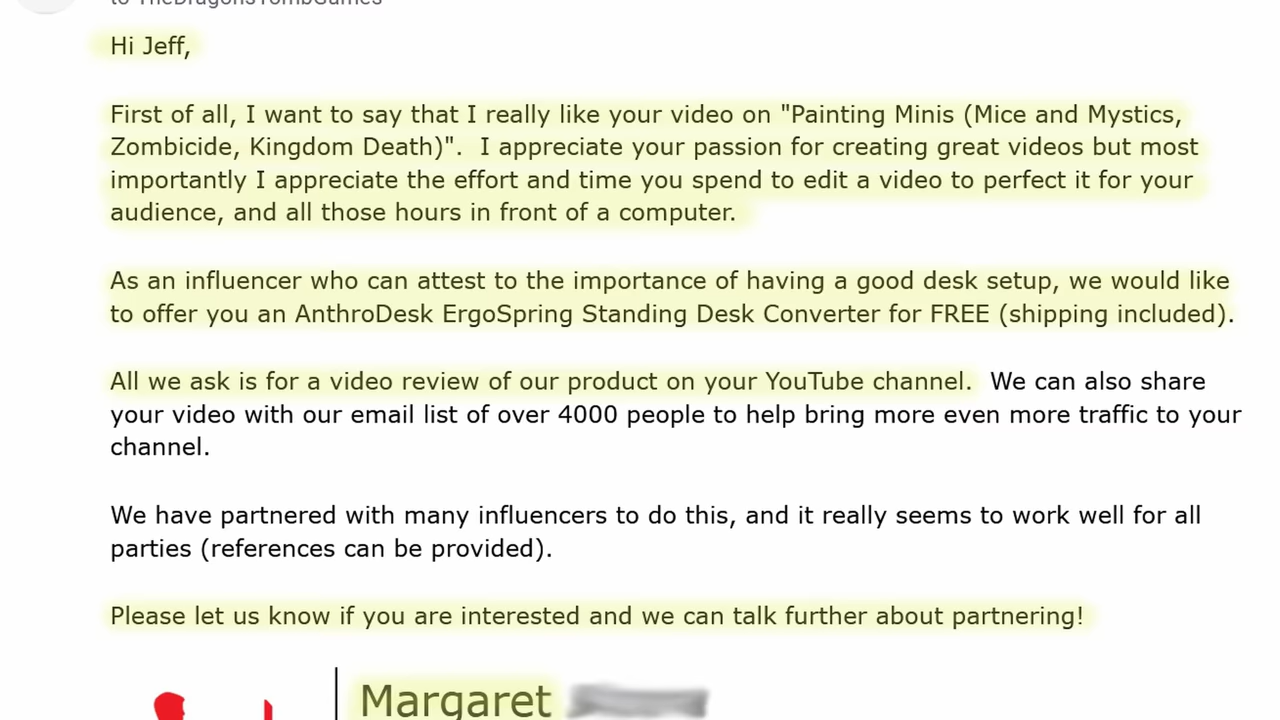 to TheDragonsTombGames
Hi Jeff,
First of all, I want to say that I really like your video on "Painting Minis (Mice and Mystics,
Zombicide, Kingdom Death)".  I appreciate your passion for creating great videos but most
importantly I appreciate the effort and time you spend to edit a video to perfect it for your
audience, and all those hours in front of a computer.
As an influencer who can attest to the importance of having a good desk setup, we would like
to offer you an AnthroDesk ErgoSpring Standing Desk Converter for FREE (shipping included).
All we ask is for a video review of our product on your YouTube channel.  We can also share
your video with our email list of over 4000 people to help bring more even more traffic to your
channel.
We have partnered with many influencers to do this, and it really seems to work well for all
parties (references can be provided).
Please let us know if you are interested and we can talk further about partnering!
Margaret